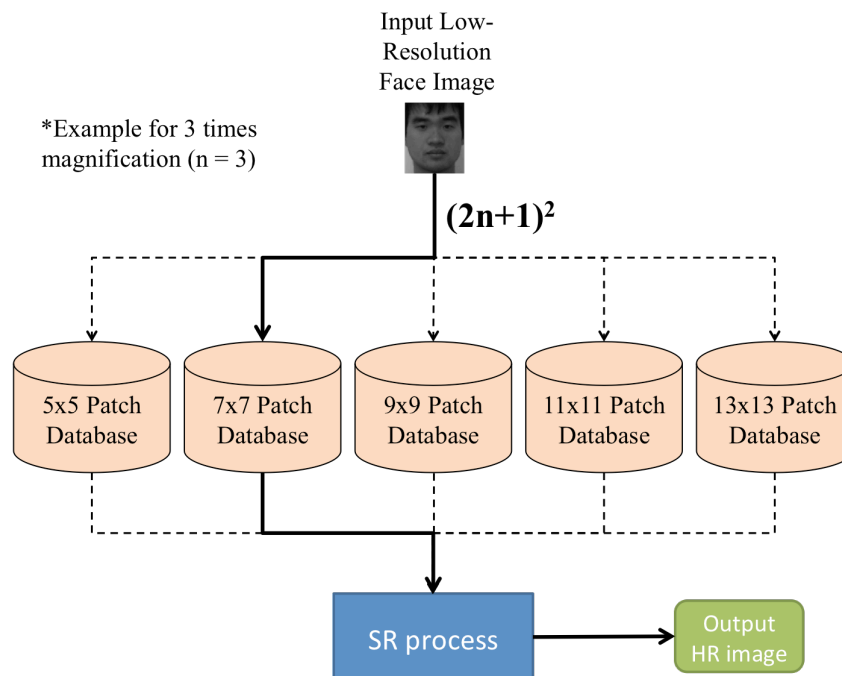 Input Low-
Resolution
Face Image
*Example for 3 times
magnification (n = 3)
(2n+1)²
5x5 Patch
Database
7x7 Patch
Database
9x9 Patch
Database
11x11 Patch
Database
13x13 Patch
Database
SR process
Output
HR image